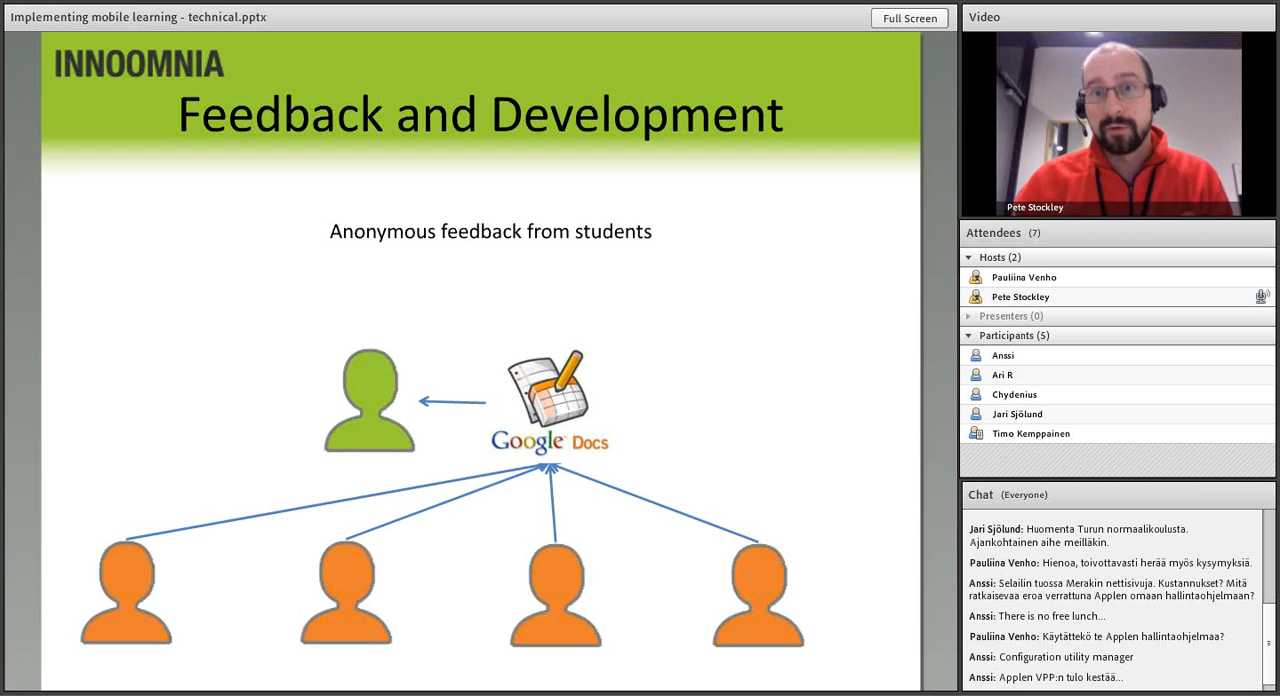 Implementing mobile learning - technical.pptx
Full Screen
INNOOMNIA
Feedback and Development
Anonymous feedback from students
Google Docs
Video
Pete Stockley
Attendees (7)
Hosts (2)
Pauliina Venho
Pete Stockley
Presenters (0)
Participants (5)
Anssi
Ari R
Chydenius
Jari Sjölund
Timo Kemppainen
Chat (Everyone)
Jari Sjölund: Huomenta Turun normaalikoulusta.
Ajankohtainen aihe meilläkin.
Pauliina Venho: Hienoa, toivottavasti herää myös kysymyksiä.
Anssi: Selailin tuossa Merakin nettisivuja. Kustannukset? Mitä
ratkaisevaa eroa verrattuna Applen omaan hallintaohjelmaan?
Anssi: There is no free lunch...
Pauliina Venho: Käytättekö te Applen hallintaohjelmaa?
Anssi: Configuration utility manager
Anssi: Applen VPP:n tulo kestää...